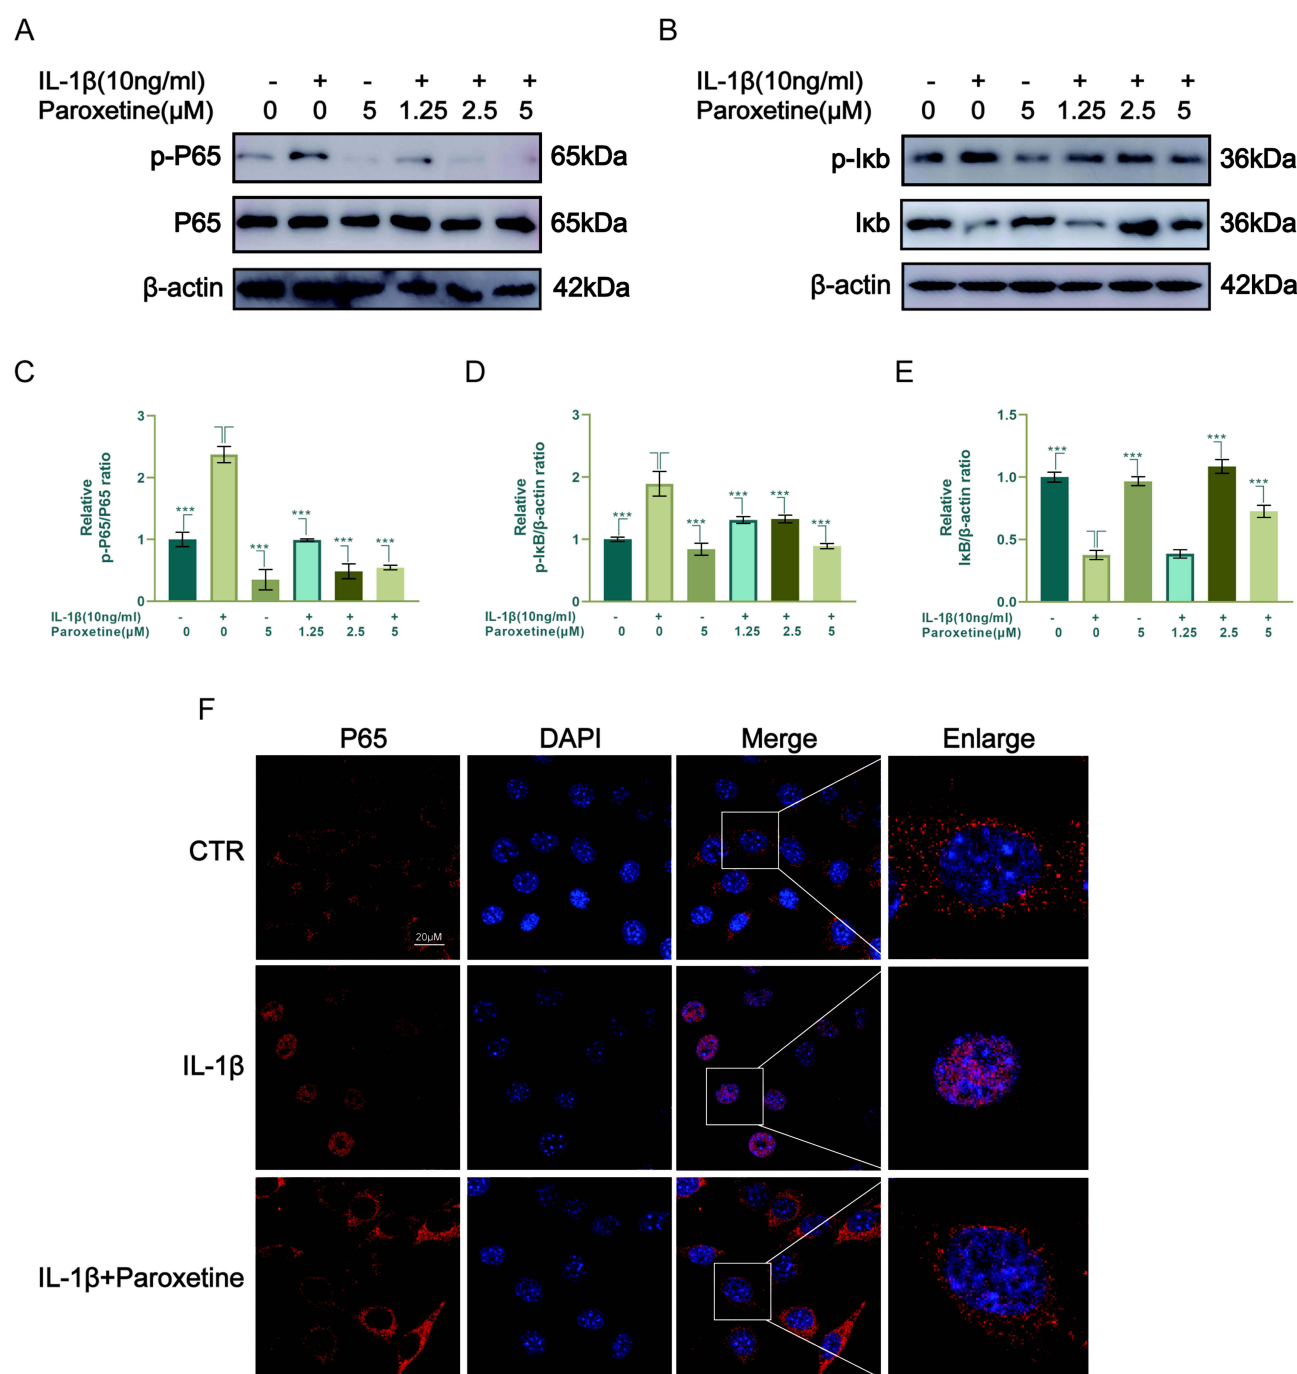 A
IL-1β(10ng/ml) - + - + + +
Paroxetine(μM) 0 0 5 1.25 2.5 5
p-P65 65kDa
P65 65kDa
β-actin 42kDa
B
IL-1β(10ng/ml) - + - + + +
Paroxetine(μM) 0 0 5 1.25 2.5 5
p-Iκb 36kDa
Iκb 36kDa
β-actin 42kDa
C
Relative
p-P65/P65 ratio
3
2
1
0
*** *** *** *** ***
IL-1β(10ng/ml) - + - + + +
Paroxetine(μM) 0 0 5 1.25 2.5 5
D
Relative
p-IκB/β-actin ratio
3
2
1
0
*** *** *** *** ***
IL-1β(10ng/ml) - + - + + +
Paroxetine(μM) 0 0 5 1.25 2.5 5
E
Relative
IκB/β-actin ratio
1.5
1.0
0.5
0.0
*** *** *** ***
IL-1β(10ng/ml) - + - + + +
Paroxetine(μM) 0 0 5 1.25 2.5 5
F
P65 DAPI Merge Enlarge
CTR
20μM
IL-1β
IL-1β+Paroxetine